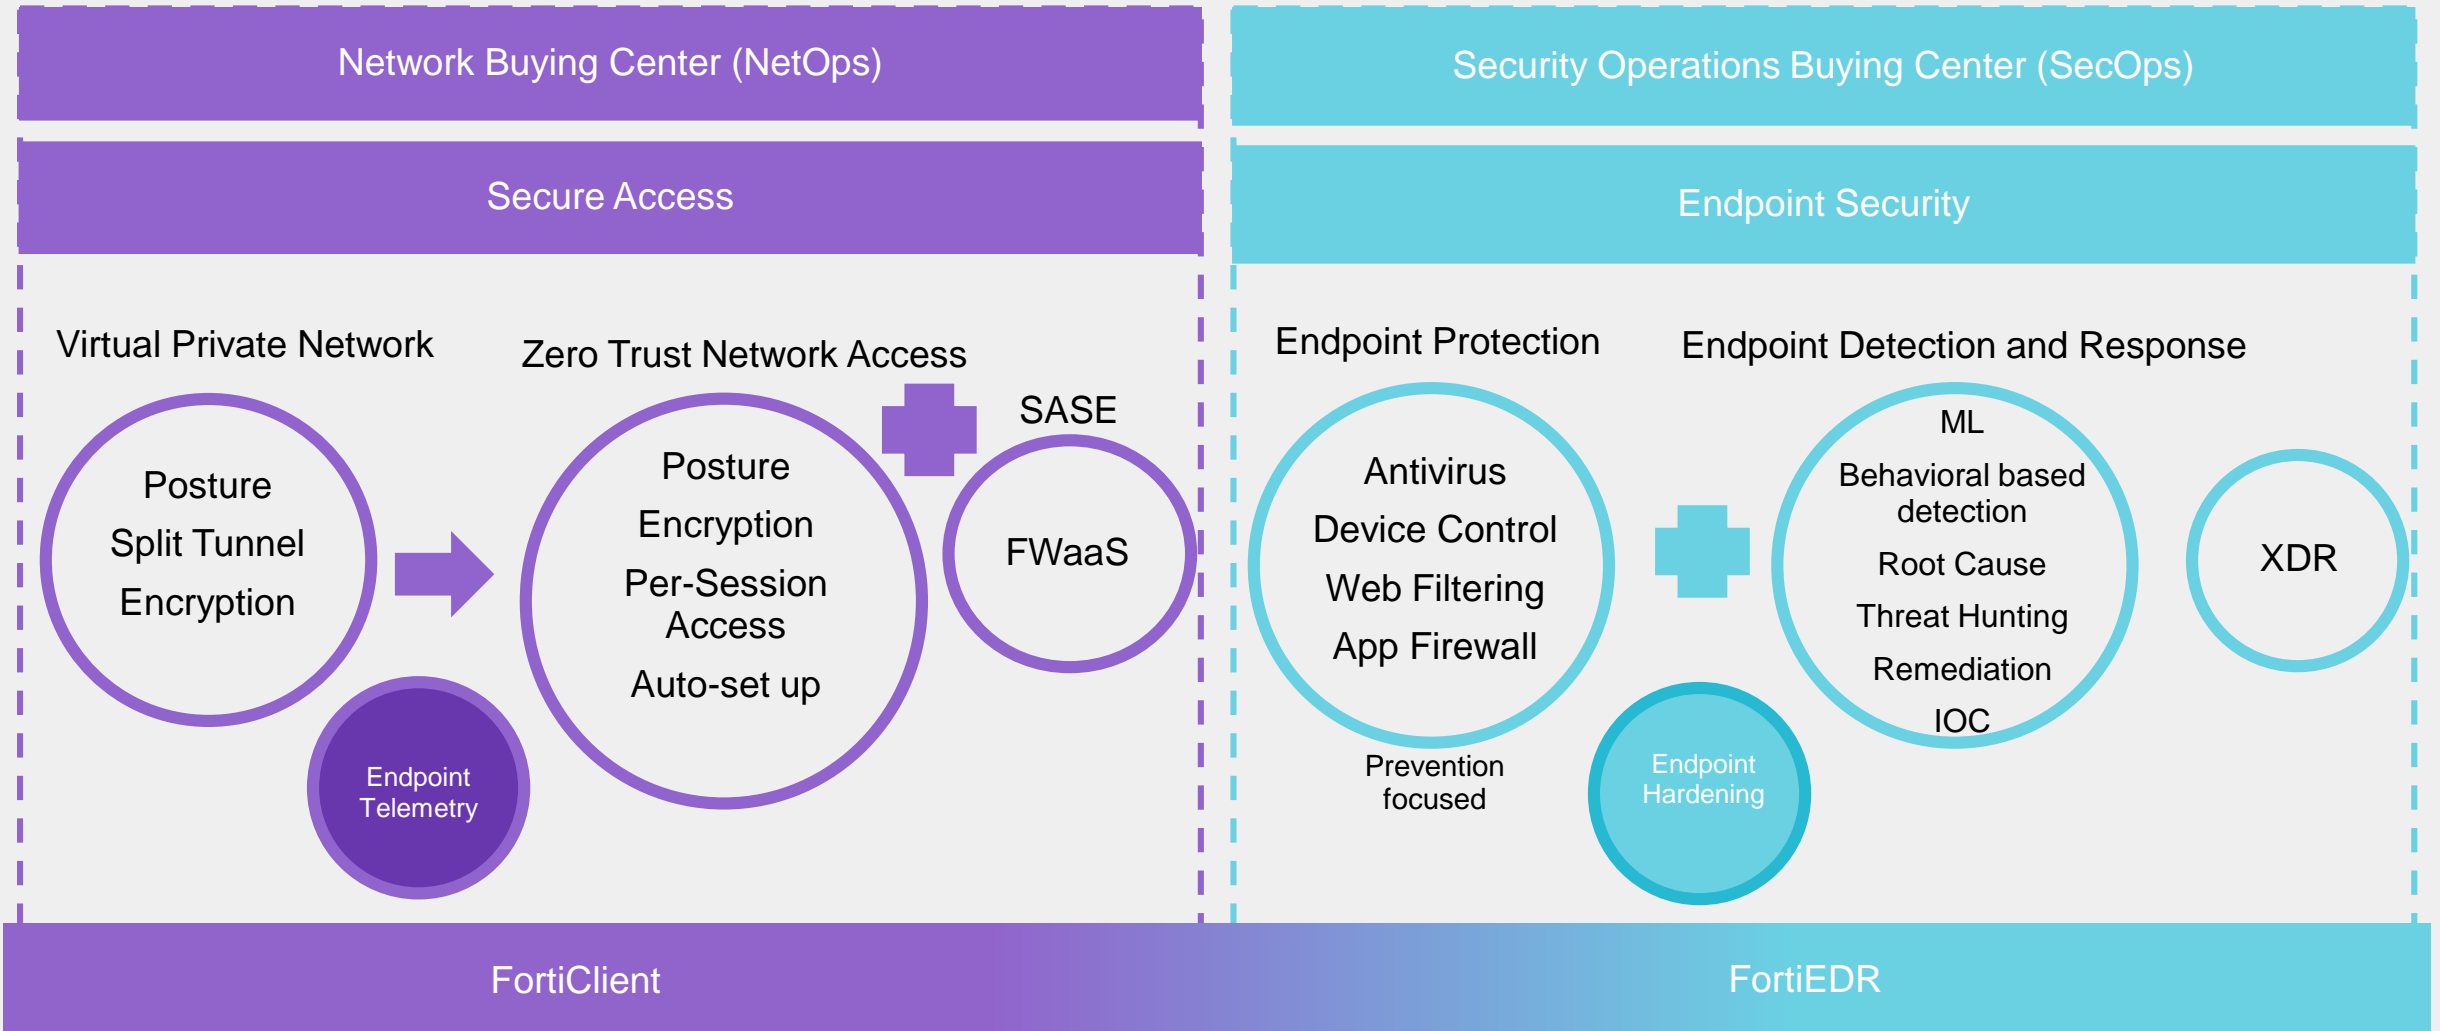 Network Buying Center (NetOps)
Security Operations Buying Center (SecOps)
Secure Access
Endpoint Security
Virtual Private Network
Posture
Split Tunnel
Encryption
Endpoint
Telemetry
Zero Trust Network Access
Posture
Encryption
Per-Session
Access
Auto-set up
SASE
FWaaS
Endpoint Protection
Antivirus
Device Control
Web Filtering
App Firewall
Prevention
focused
Endpoint
Hardening
Endpoint Detection and Response
ML
Behavioral based
detection
Root Cause
Threat Hunting
Remediation
IOC
XDR
FortiClient
FortiEDR